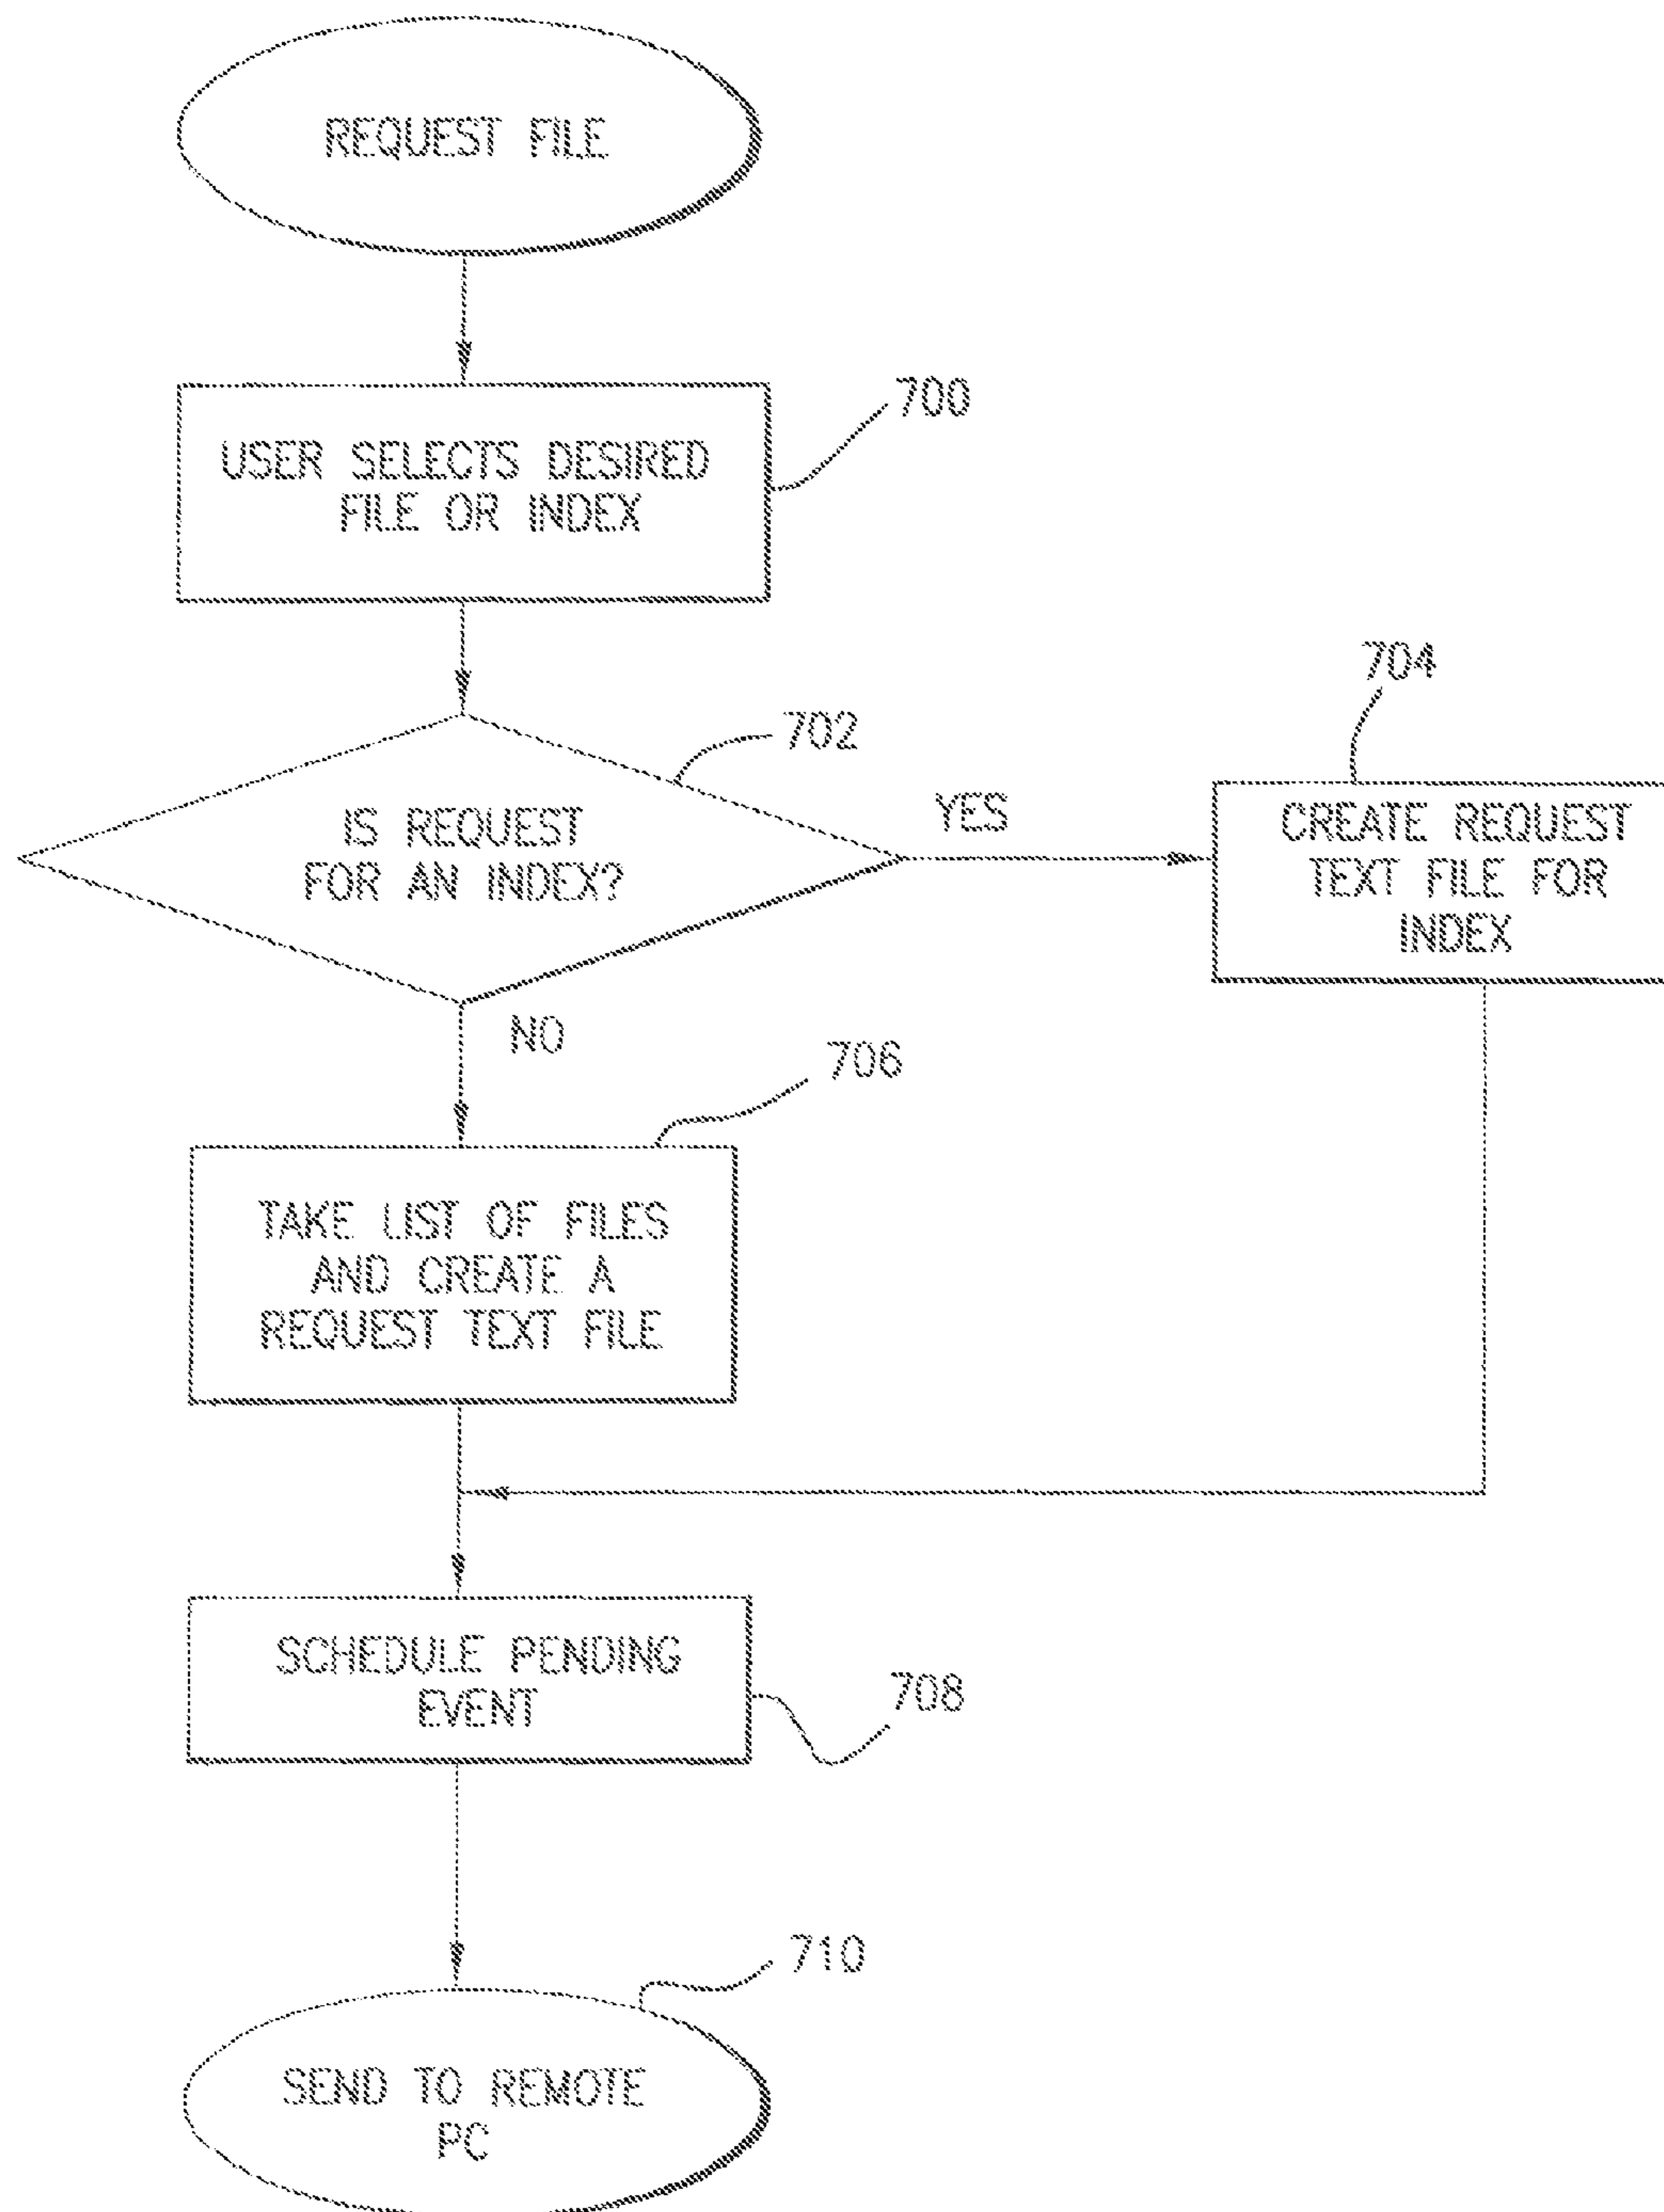 REQUEST FILE
700
USER SELECTS DESIRED
FILE OR INDEX
702
IS REQUEST
FOR AN INDEX?
YES
704
CREATE REQUEST
TEXT FILE FOR
INDEX
NO
706
TAKE LIST OF FILES
AND CREATE A
REQUEST TEXT FILE
SCHEDULE PENDING
EVENT
708
710
SEND TO REMOTE
PC